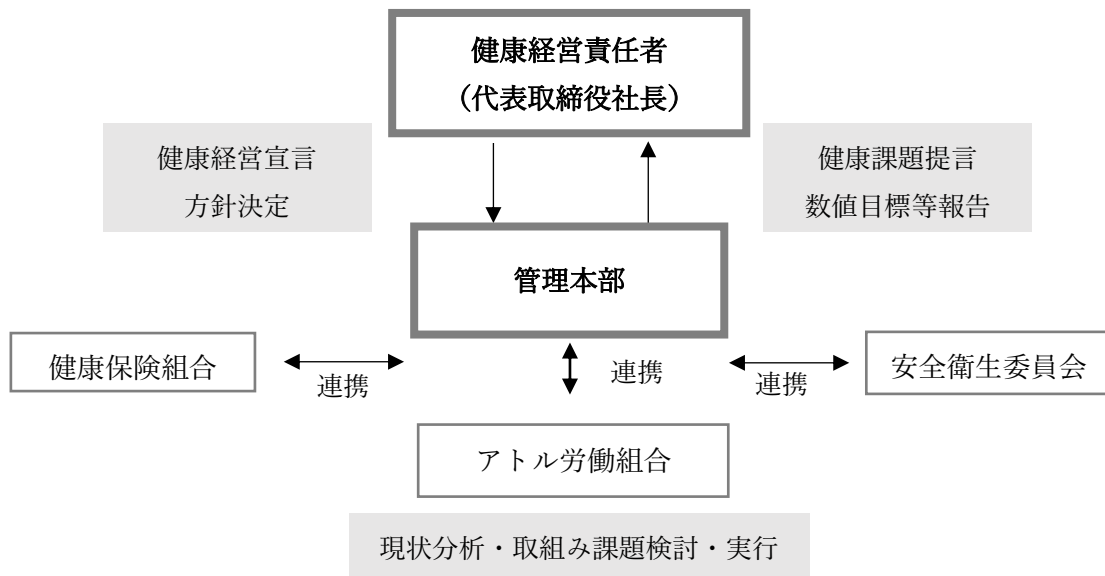 健康経営責任者
（代表取締役社長）
健康経営宣言
方針決定
健康課題提言
数値目標等報告
管理本部
健康保険組合
連携
連携
連携
安全衛生委員会
アトル労働組合
現状分析・取組み課題検討・実行